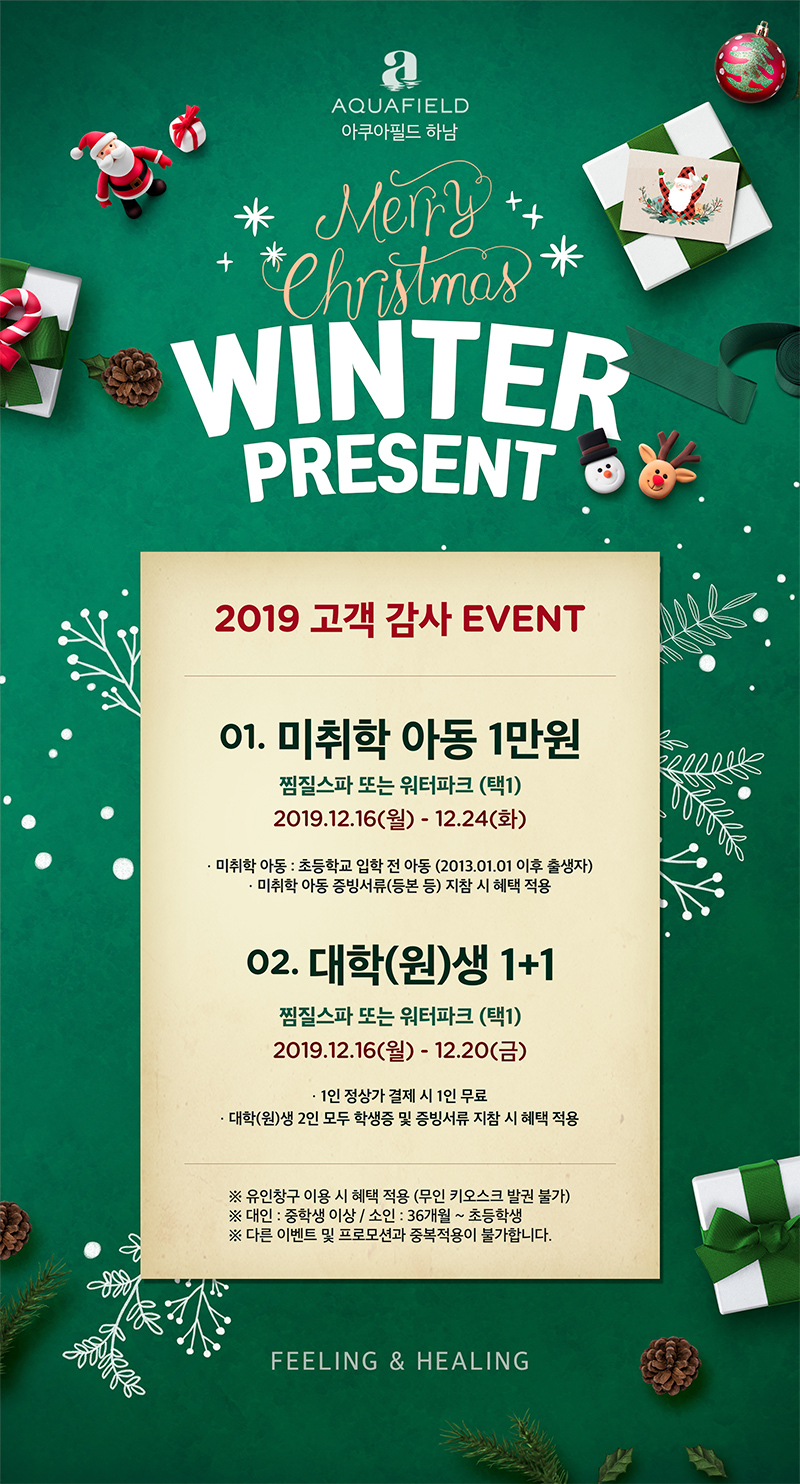 a
AQUAFIELD
아쿠아필드 하남
Merry
Christmas
WINTER
PRESENT
2019 고객 감사 EVENT
01. 미취학 아동 1만원
찜질스파 또는 워터파크 (택1)
2019.12.16(월) - 12.24(화)
· 미취학 아동 : 초등학교 입학 전 아동 (2013.01.01 이후 출생자)
· 미취학 아동 증빙서류(등본 등) 지참 시 혜택 적용
02. 대학(원)생 1+1
찜질스파 또는 워터파크 (택1)
2019.12.16(월) - 12.20(금)
· 1인 정상가 결제 시 1인 무료
· 대학(원)생 2인 모두 학생증 및 증빙서류 지참 시 혜택 적용
※ 유인창구 이용 시 혜택 적용 (무인 키오스크 발권 불가)
※ 대인 : 중학생 이상 / 소인 : 36개월 ~ 초등학생
※ 다른 이벤트 및 프로모션과 중복적용이 불가합니다.
FEELING & HEALING